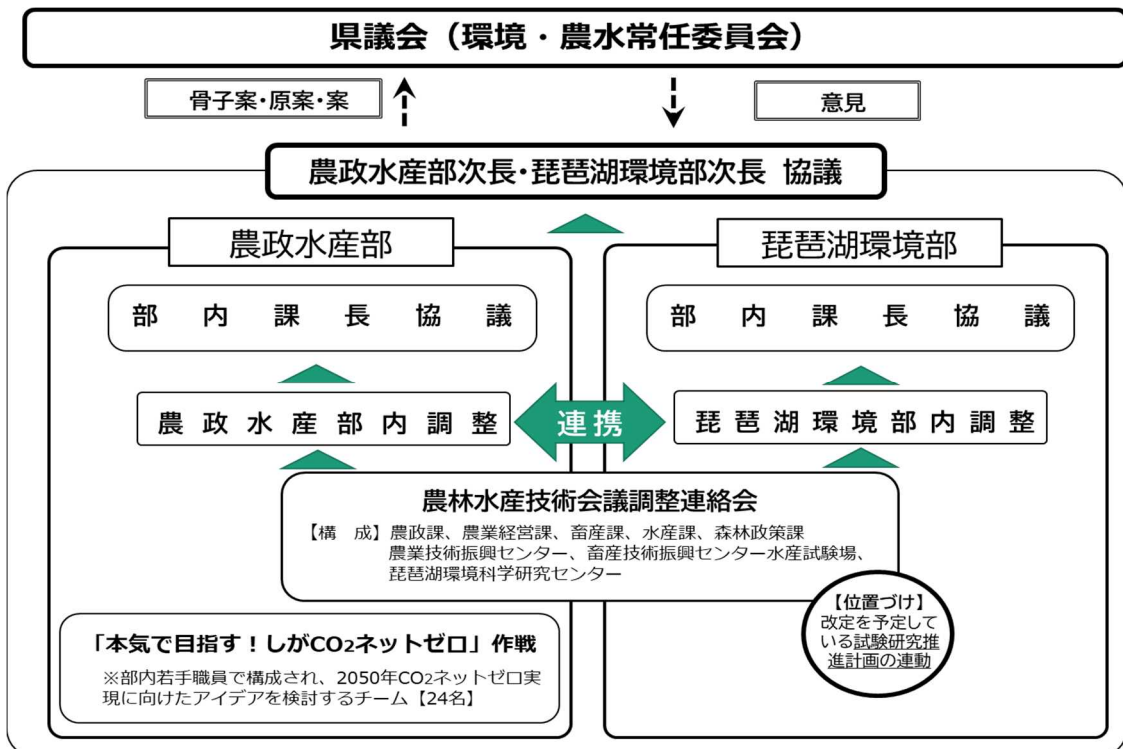 県議会（環境・農水常任委員会）
骨子案・原案・案
意見
農政水産部次長・琵琶湖環境部次長 協議
農政水産部
琵琶湖環境部
部内課長協議
部内課長協議
農政水産部内調整
連携
琵琶湖環境部内調整
農林水産技術会議調整連絡会
【構　成】農政課、農業経営課、畜産課、水産課、森林政策課
農業技術振興センター、畜産技術振興センター水産試験場、
琵琶湖環境科学研究センター
【位置づけ】
改定を予定して
いる試験研究推
進計画の連動
「本気で目指す！しがCO₂ネットゼロ」作戦
※部内若手職員で構成され、2050年CO₂ネットゼロ実
現に向けたアイデアを検討するチーム【24名】